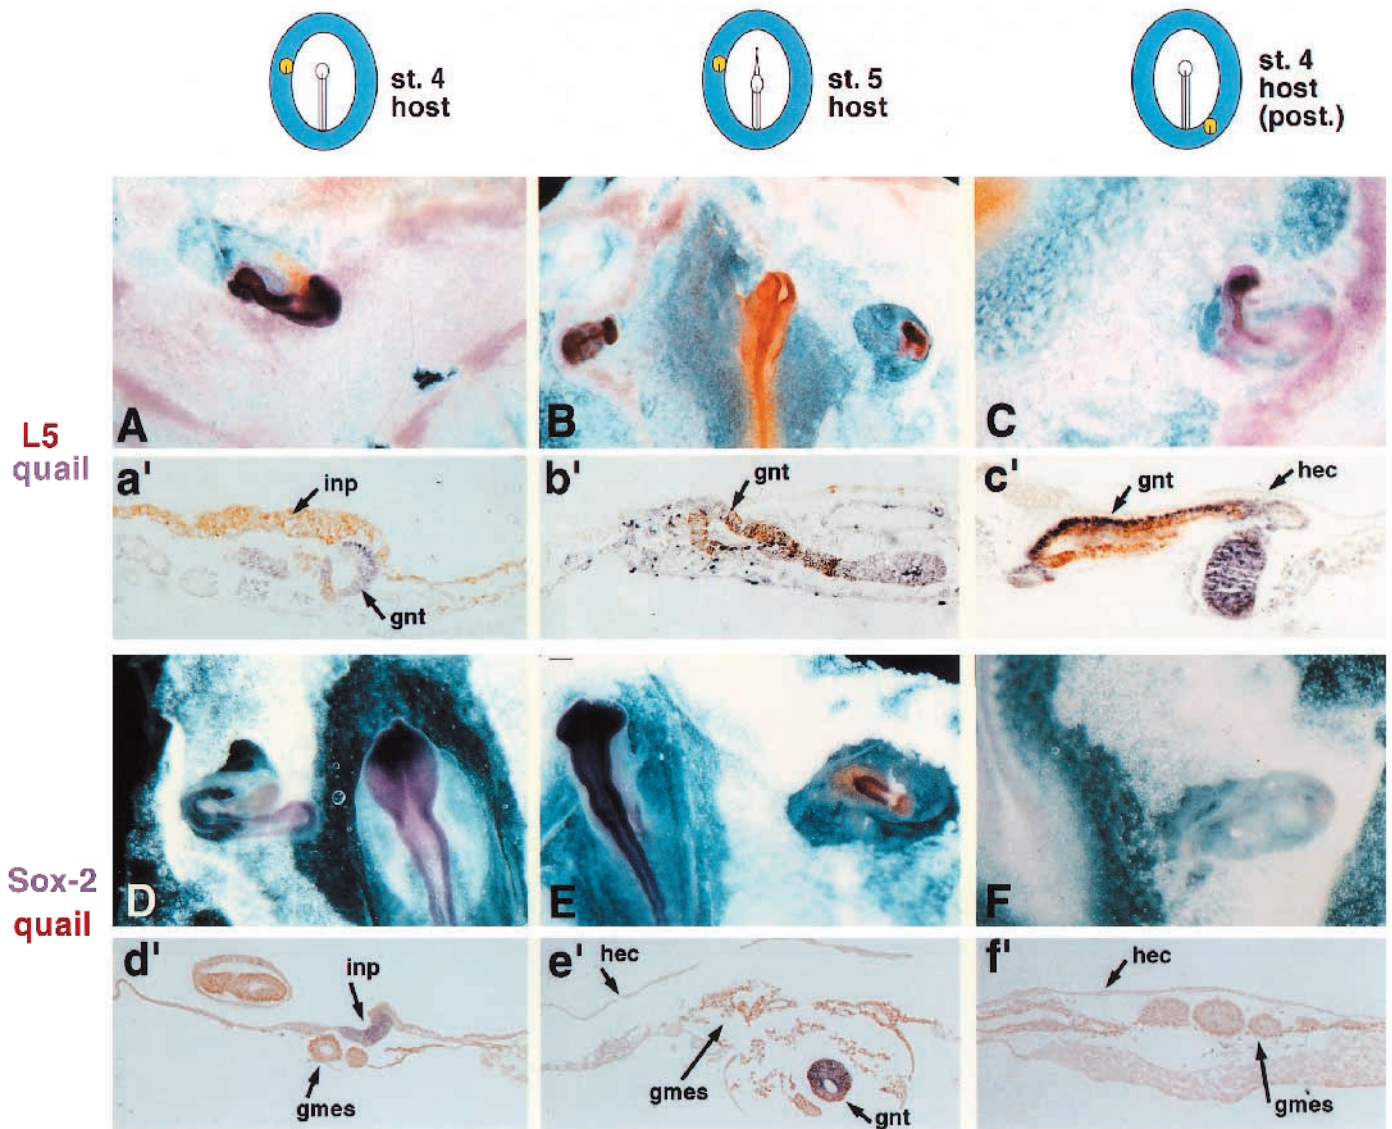 st. 4
host
st. 5
host
st. 4
host
(post.)
L5
quail
A
B
C
a'
inp
gnt
b'
gnt
c'
gnt
hec
Sox-2
quail
D
E
F
d'
inp
gmes
e'
hec
gmes
gnt
f'
hec
gmes